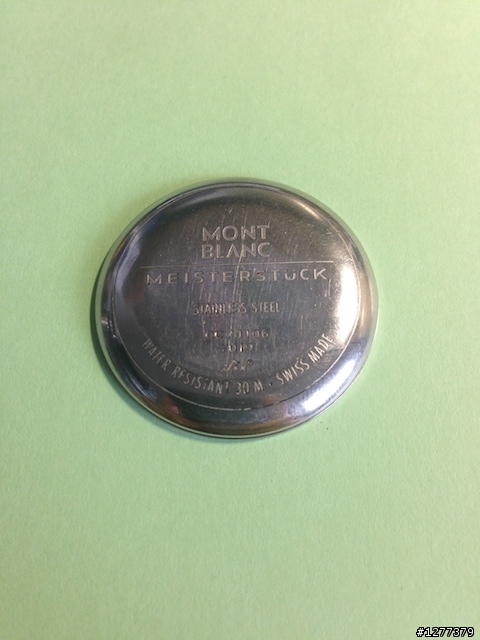 MONT
BLANC
MEISTERSTÜCK
STAINLESS STEEL
WATER RESISTANT 30 M · SWISS MADE
#1277379